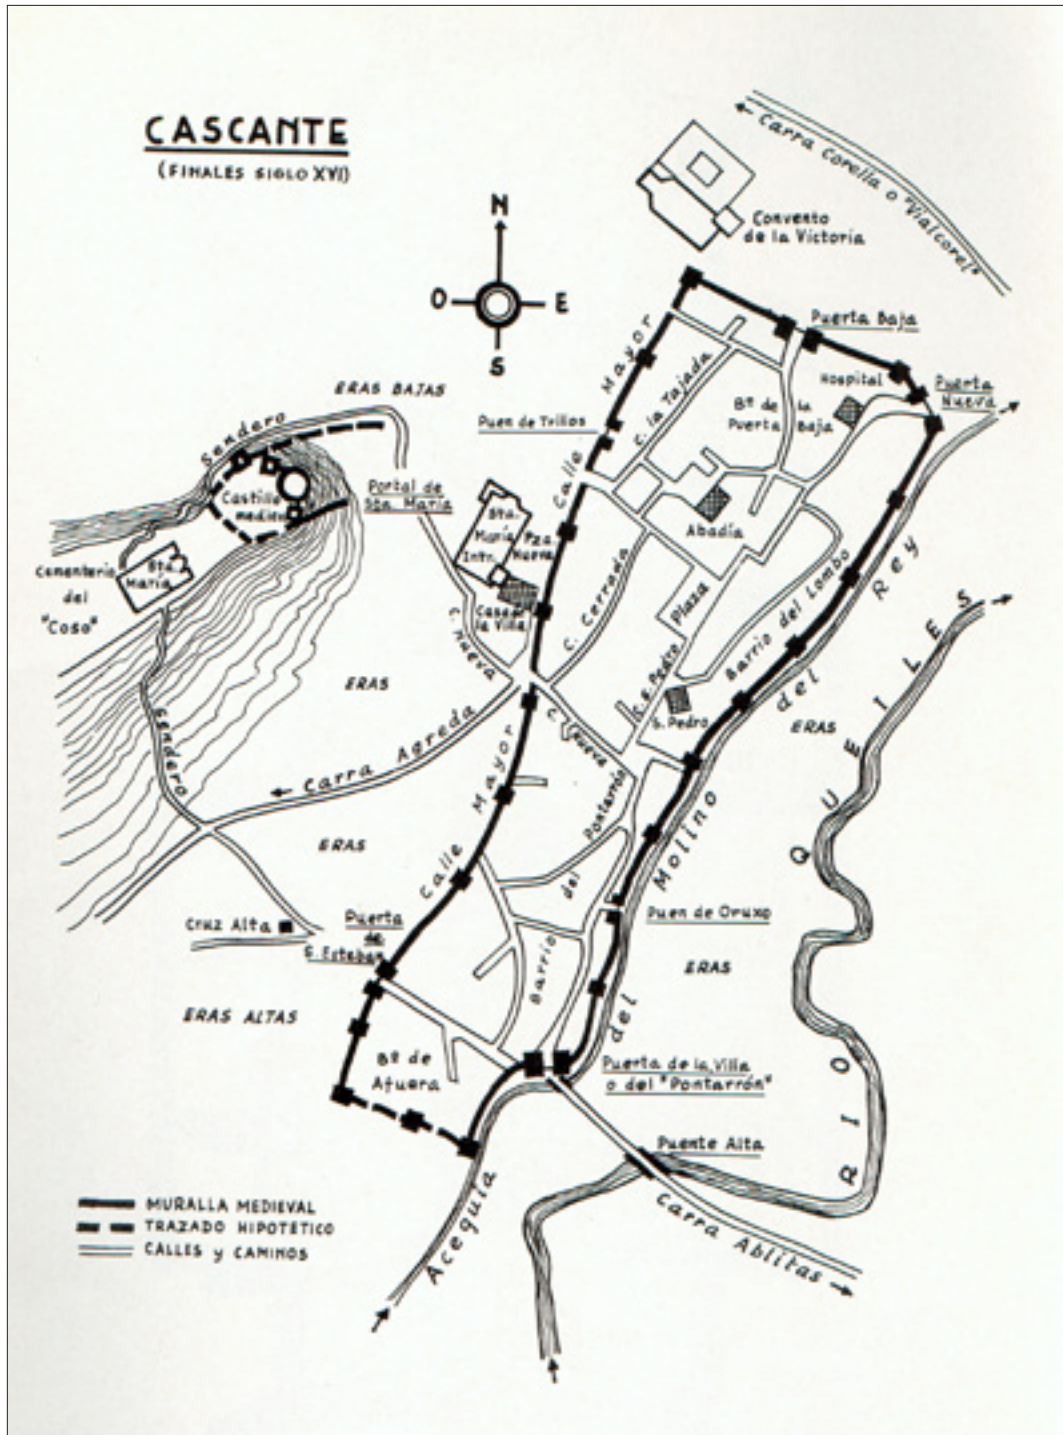 CASCANTE
(FINALES SIGLO XVI)
Carra Corella o "Vialcorel"
Convento
de la Victoria
N
O
E
S
Puerta Baja
Hospital
Puerta
Nueva
ERAS BAJAS
Sendero
Castillo
medieval
Portal de
Sta. María
Puen de Trillos
Calle Mayor
C. la Tajada
Bº de la
Puerta Baja
Abadía
Sta.
María
Intr.
Pza
Nueva
Casa de
la Villa
Cementerio
del
"Coso"
Sta.
María
C. Nueva
C. Cerrada
Plaza
Barrio del Lombo
C. S. Pedro
S. Pedro
C. Nueva
ERAS
Sendero
Carra Agreda
ERAS
Calle Mayor
ERAS
RIO QUEILES
Acequia del Molino del Rey
Barrio del Pontarrón
Puen de Oruxo
ERAS
Cruz Alta
Puerta
de
S. Esteban
ERAS ALTAS
Bº de
Afuera
Puerta de la Villa
o del "Pontarrón"
Puente Alta
Carra Ablitas
MURALLA MEDIEVAL
TRAZADO HIPOTÉTICO
CALLES y CAMINOS